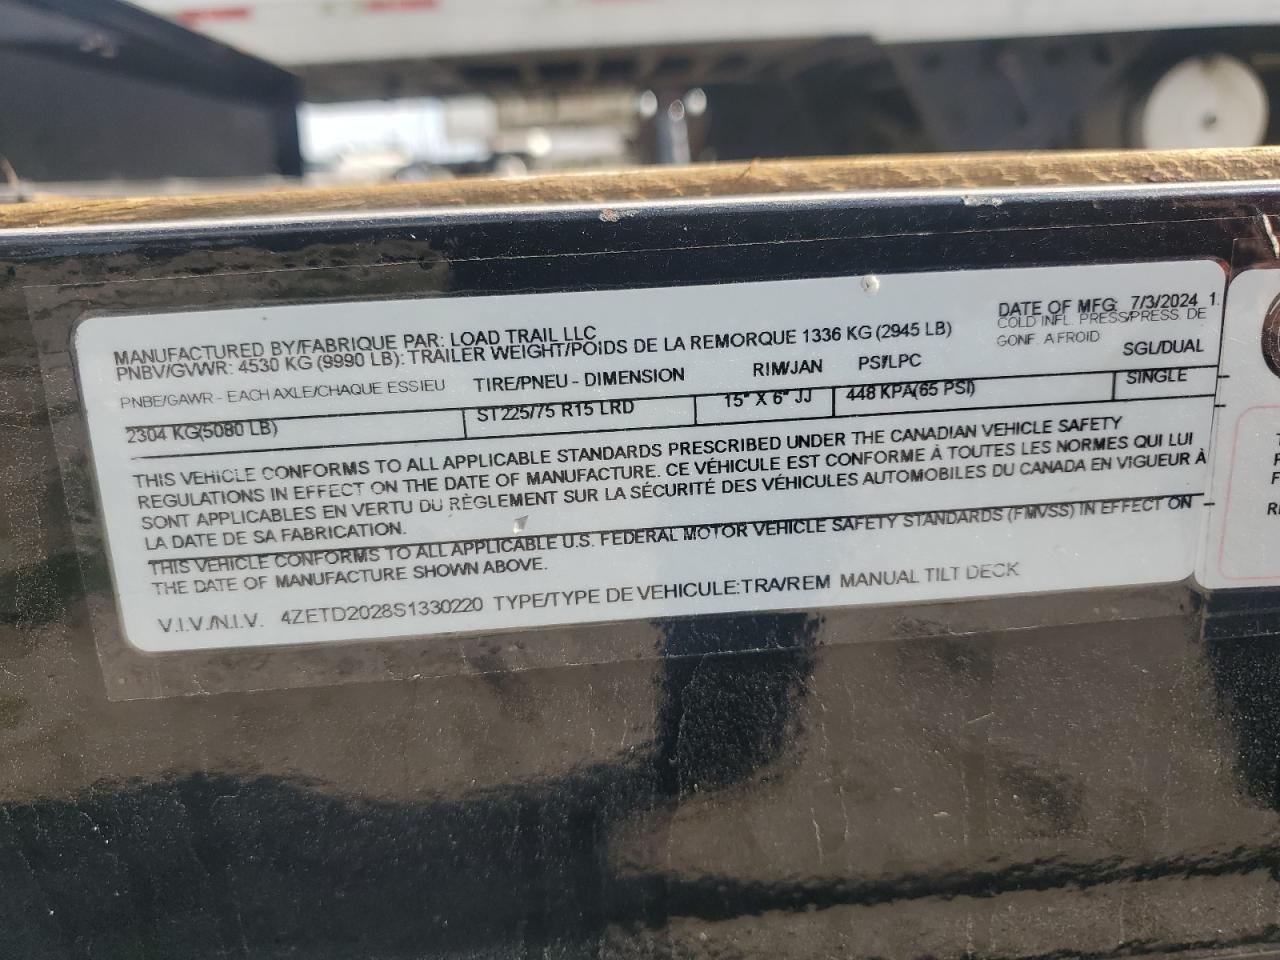 MANUFACTURED BY/FABRIQUE PAR: LOAD TRAIL LLC DATE OF MFG: 7/3/2024 1
PNBV/GVWR: 4530 KG (9990 LB): TRAILER WEIGHT/POIDS DE LA REMORQUE 1336 KG (2945 LB) COLD INFL. PRESS/PRESS. DE
GONF. A FROID
PNBE/GAWR - EACH AXLE/CHAQUE ESSIEU TIRE/PNEU - DIMENSION RIM/JAN PSI/LPC SGL/DUAL
2304 KG(5080 LB) ST225/75 R15 LRD 15" X 6" JJ 448 KPA(65 PSI) SINGLE
THIS VEHICLE CONFORMS TO ALL APPLICABLE STANDARDS PRESCRIBED UNDER THE CANADIAN VEHICLE SAFETY
REGULATIONS IN EFFECT ON THE DATE OF MANUFACTURE. CE VÉHICULE EST CONFORME À TOUTES LES NORMES QUI LUI
SONT APPLICABLES EN VERTU DU RÈGLEMENT SUR LA SÉCURITÉ DES VÉHICULES AUTOMOBILES DU CANADA EN VIGUEUR À
LA DATE DE SA FABRICATION.
THIS VEHICLE CONFORMS TO ALL APPLICABLE U.S. FEDERAL MOTOR VEHICLE SAFETY STANDARDS (FMVSS) IN EFFECT ON
THE DATE OF MANUFACTURE SHOWN ABOVE.
V.I.V./N.I.V. 4ZETD2028S1330220 TYPE/TYPE DE VEHICULE:TRA/REM MANUAL TILT DECK